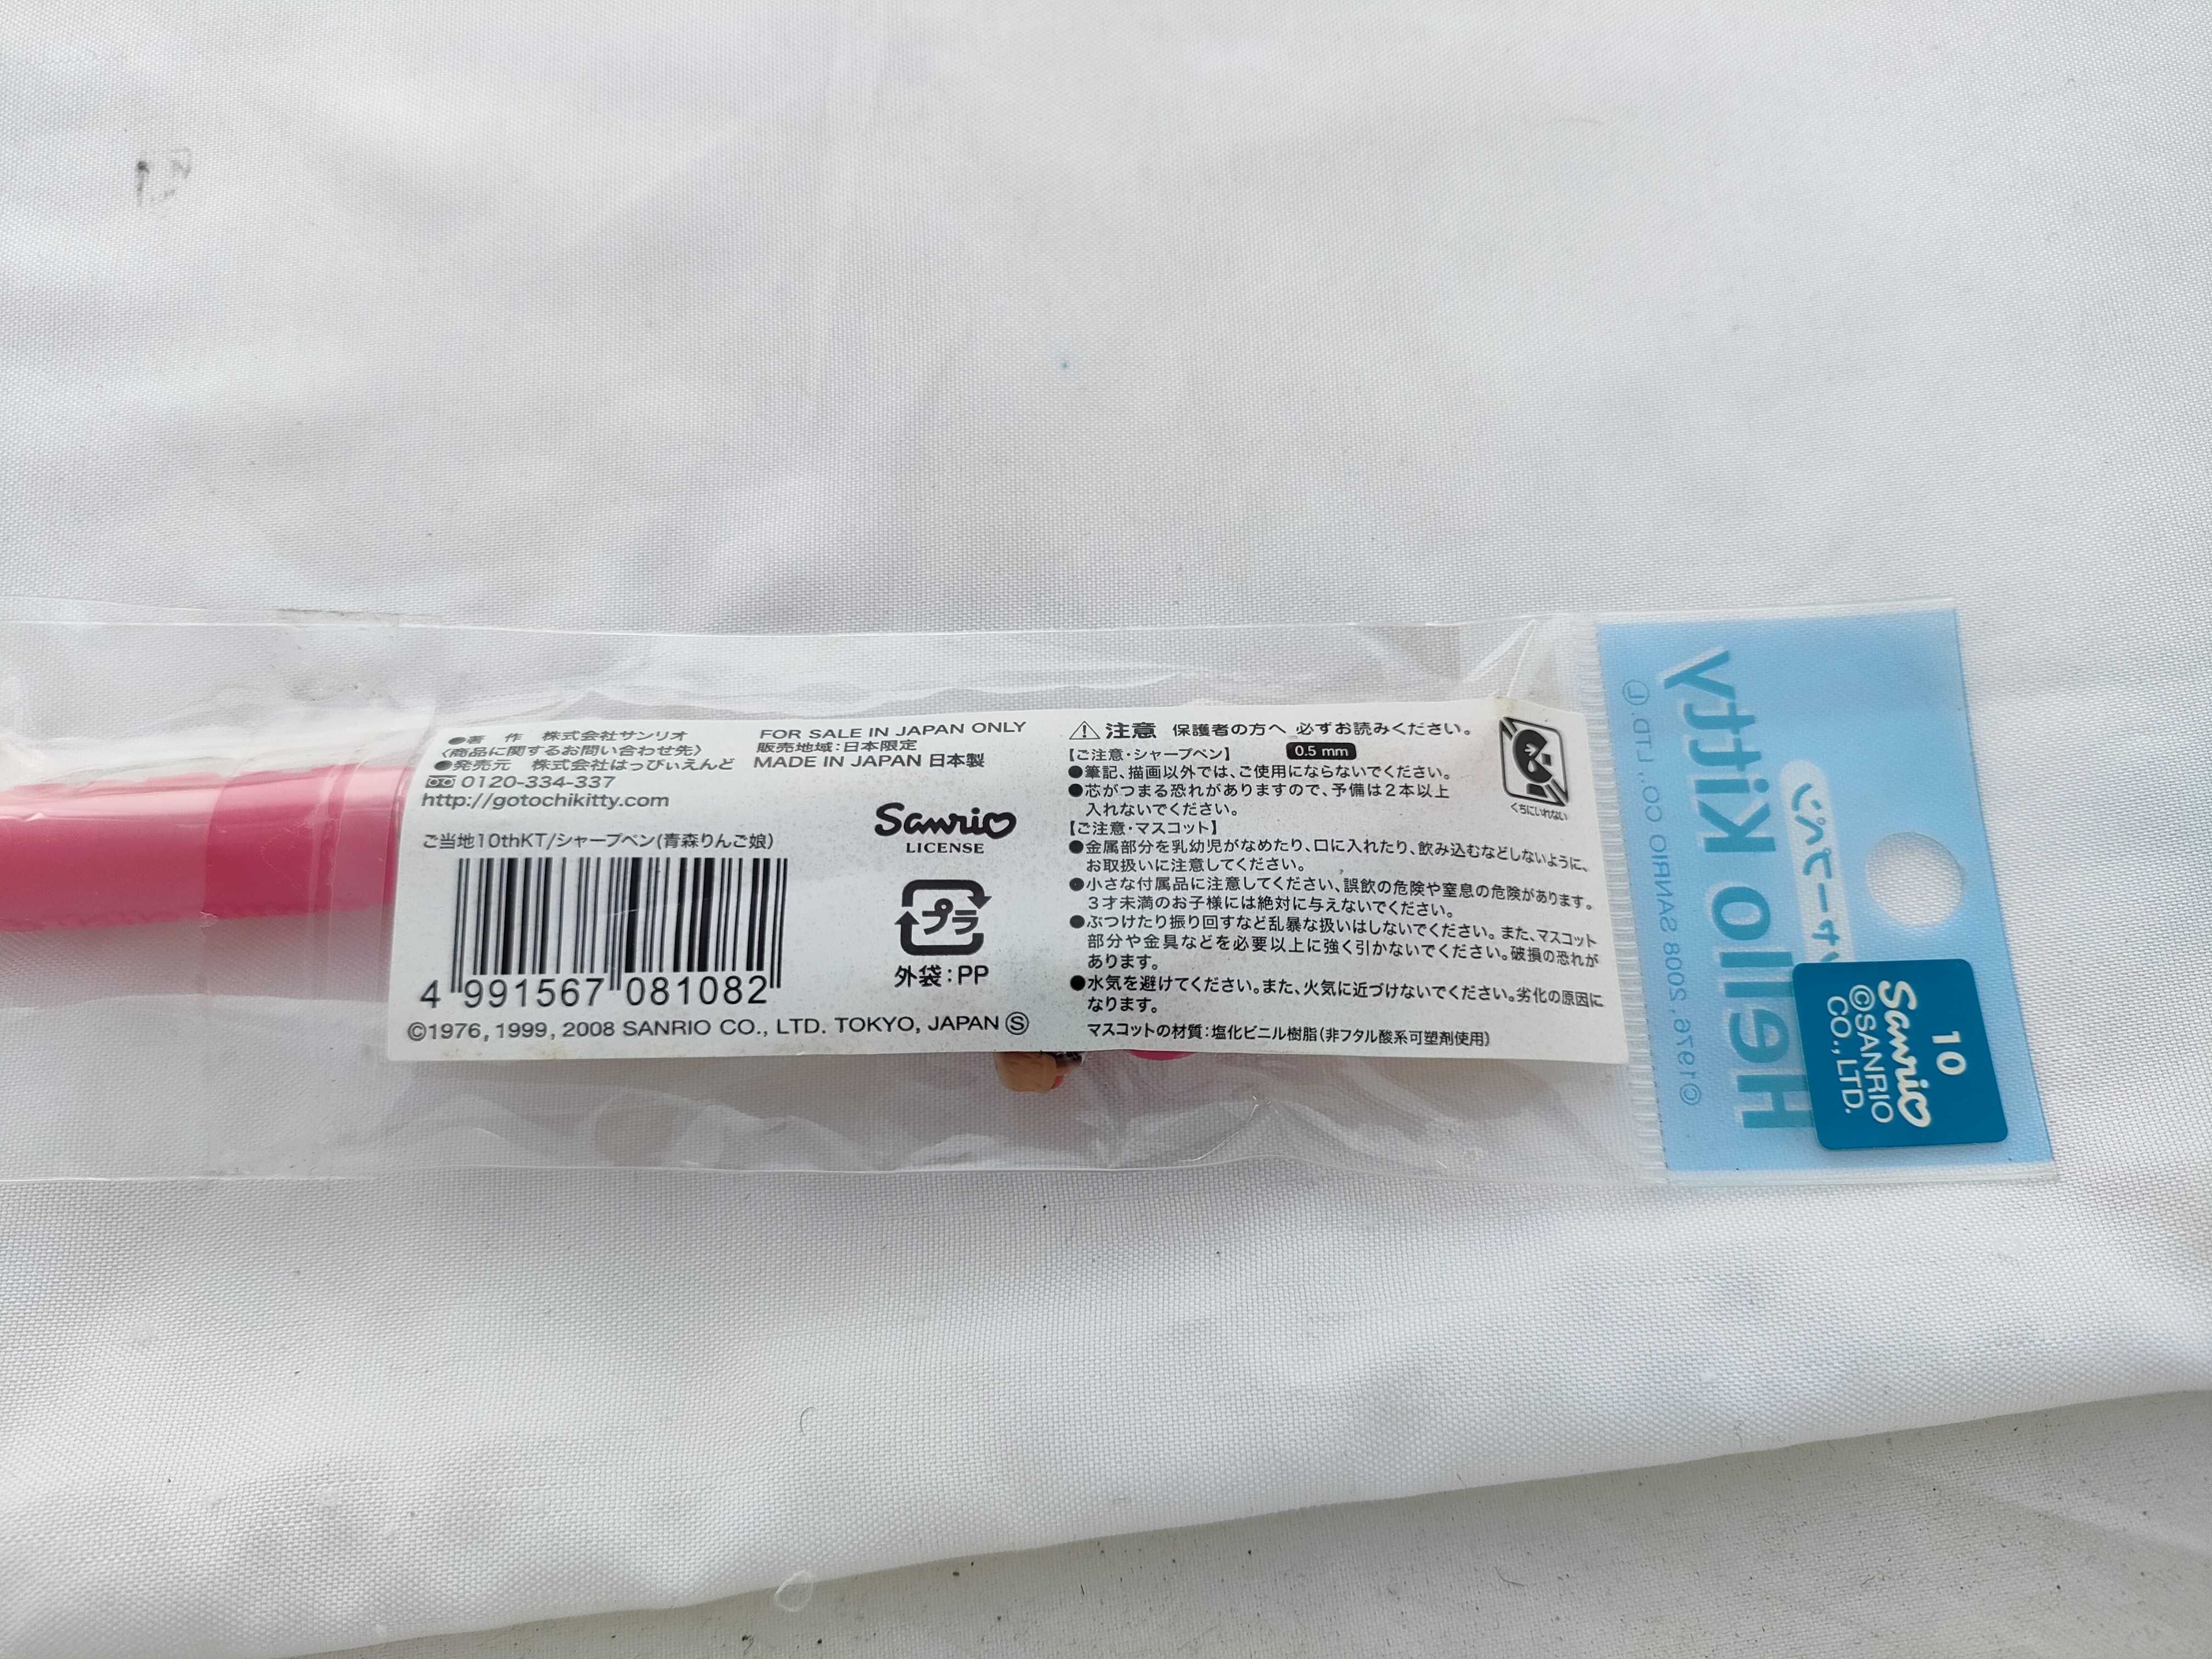 ●著 作 株式会社サンリオ
〈商品に関するお問い合わせ先〉
●発売元 株式会社はっぴぃえんど
0120-334-337
http://gotochikitty.com
FOR SALE IN JAPAN ONLY
販売地域:日本限定
MADE IN JAPAN 日本製
ご当地10thKT/シャープペン(青森りんご娘)
4 991567 081082
Sanrio
LICENSE
プラ
外袋:PP
©1976, 1999, 2008 SANRIO CO., LTD. TOKYO, JAPAN Ⓢ
⚠注意 保護者の方へ 必ずお読みください。
【ご注意・シャープペン】 0.5 mm
●筆記、描画以外では、ご使用にならないでください。
●芯がつまる恐れがありますので、予備は2本以上
入れないでください。
【ご注意・マスコット】
●金属部分を乳幼児がなめたり、口に入れたり、飲み込むなどしないように、
お取扱いに注意してください。
●小さな付属品に注意してください、誤飲の危険や窒息の危険があります。
3才未満のお子様には絶対に与えないでください。
●ぶつけたり振り回すなど乱暴な扱いはしないでください。また、マスコット
部分や金具などを必要以上に強く引かないでください。破損の恐れが
あります。
●水気を避けてください。また、火気に近づけないでください。劣化の原因に
なります。
マスコットの材質:塩化ビニル樹脂(非フタル酸系可塑剤使用)
くちにいれない
©1976, 2008 SANRIO CO., LTD. Ⓛ
Hello Kitty
10
Sanrio
©SANRIO
CO.,LTD.